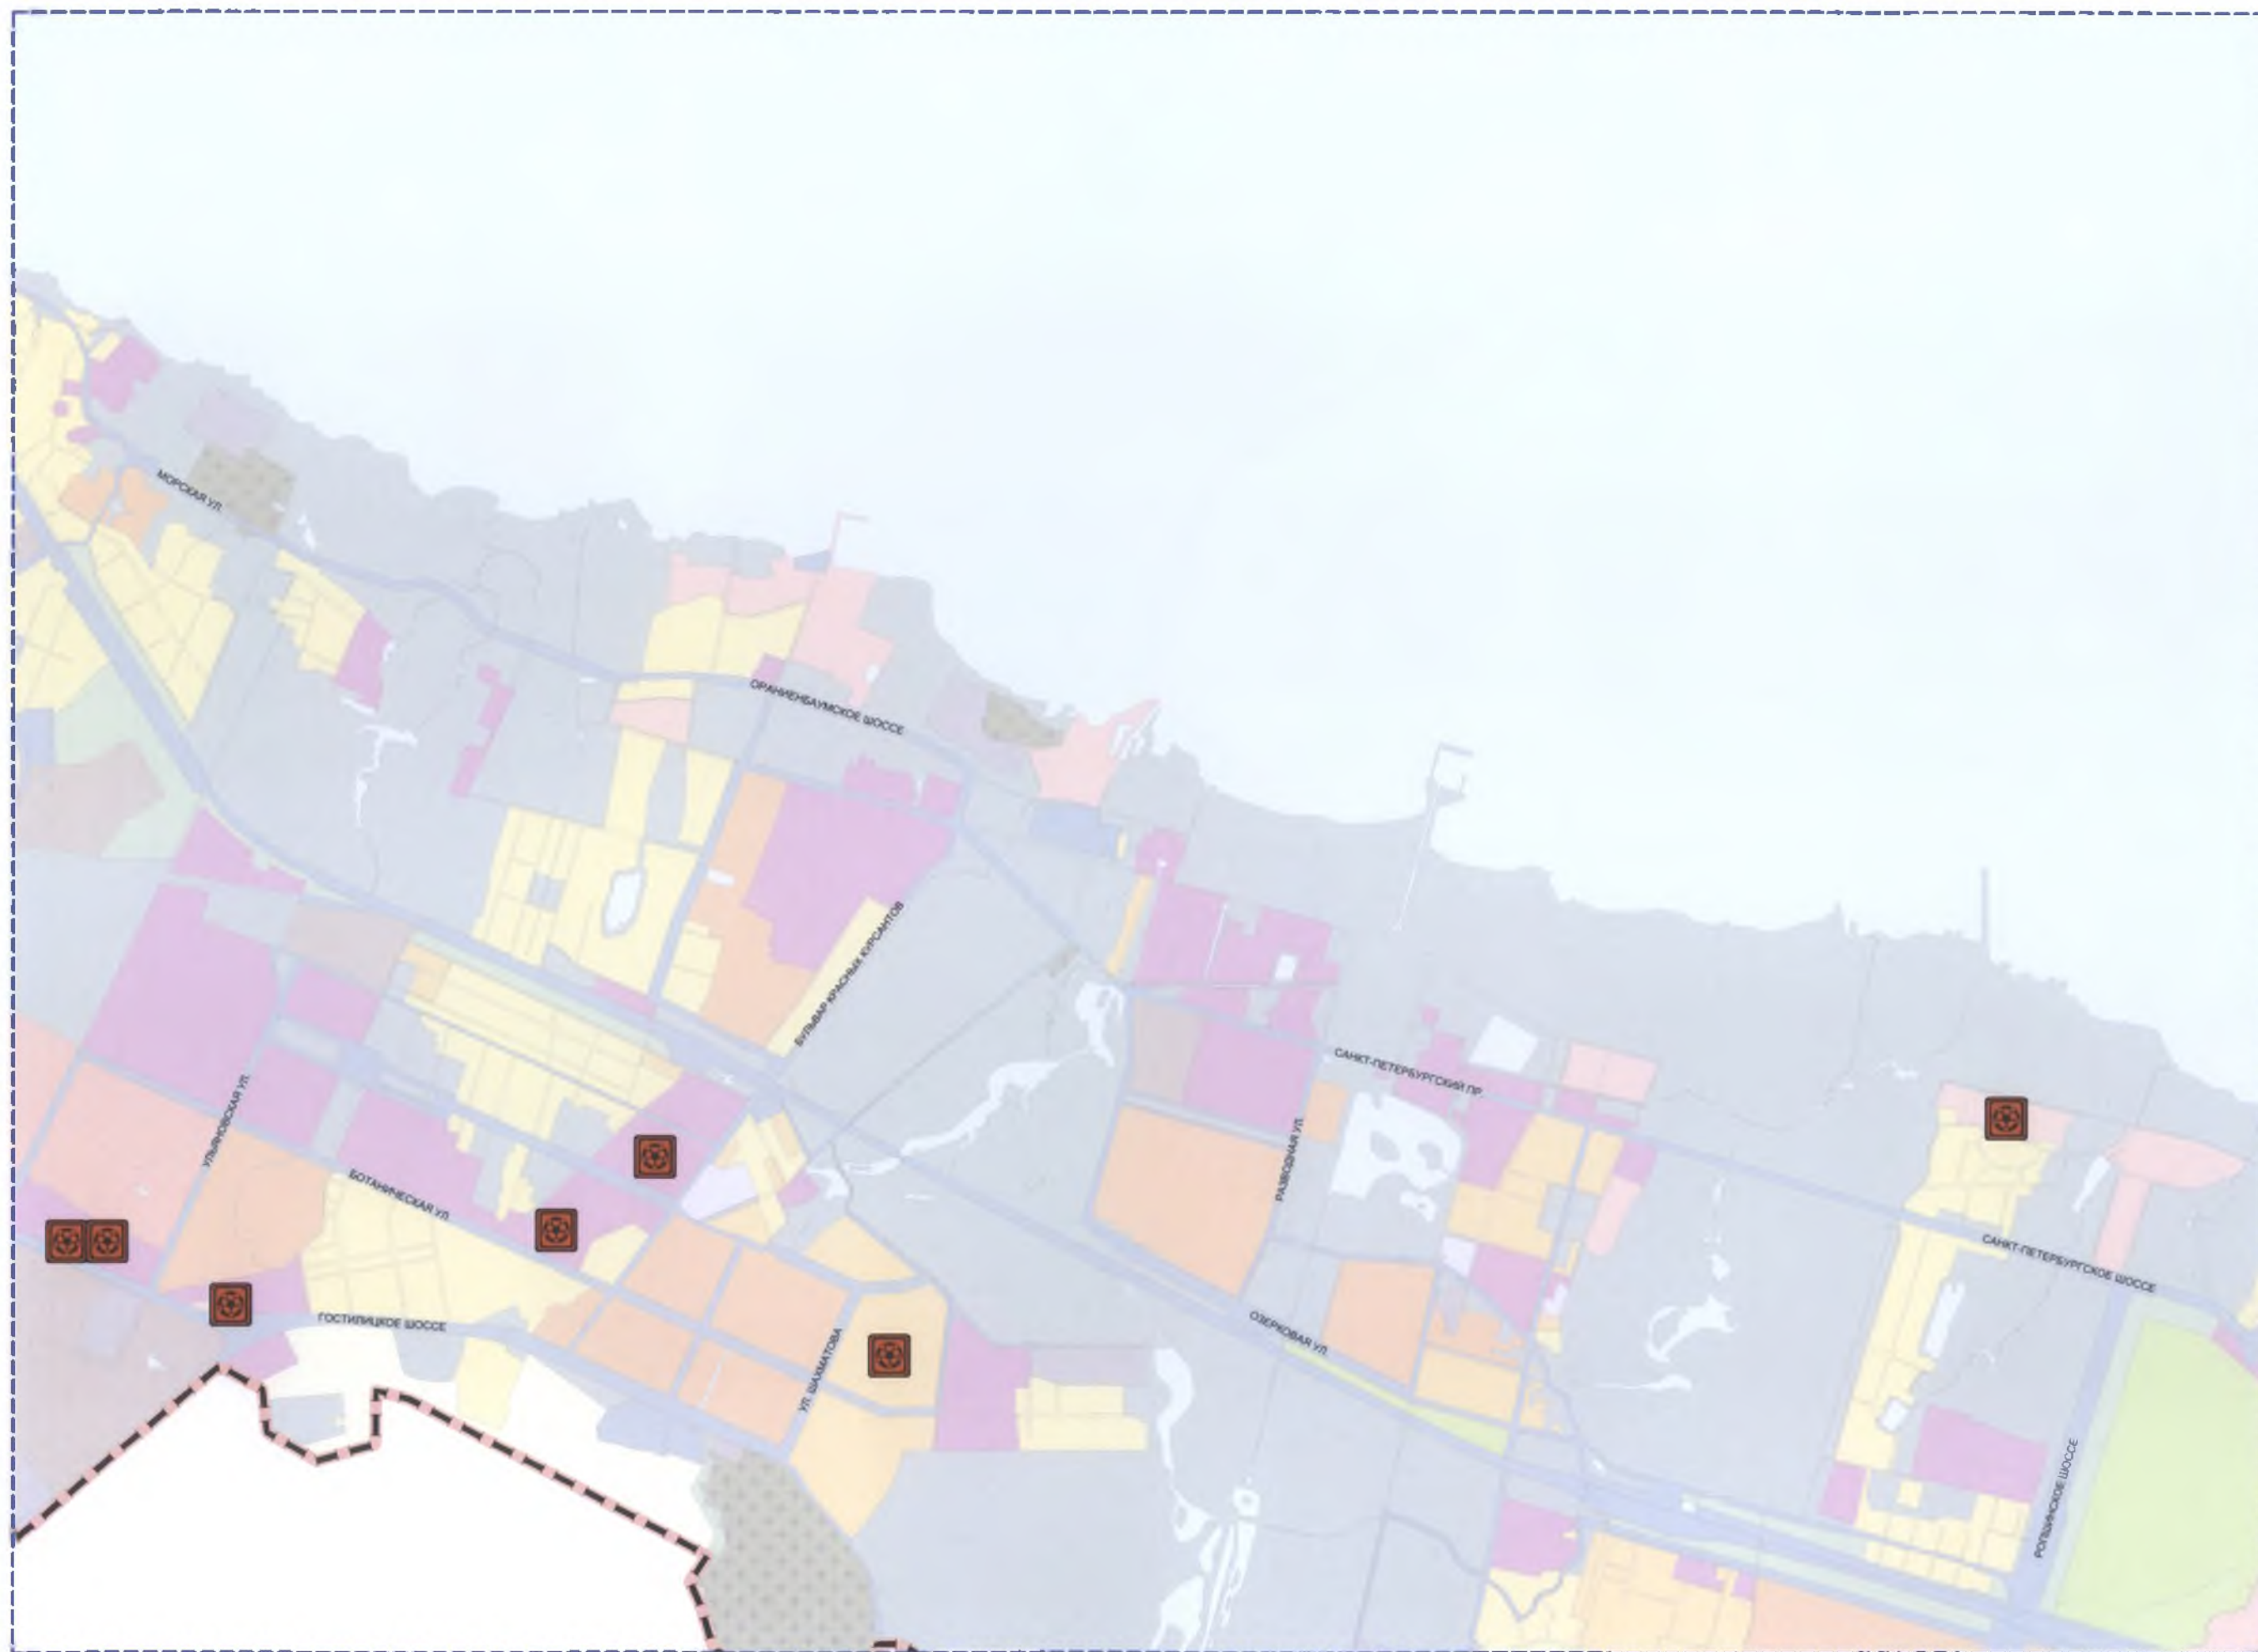 МОРСКАЯ УЛ.
ОРАНИЕНБАУМСКОЕ ШОССЕ
БУЛЬВАР КРАСНЫХ КУРСАНТОВ
САНКТ-ПЕТЕРБУРГСКИЙ ПР.
УЛЬЯНОВСКАЯ УЛ.
РАЗВОДНАЯ УЛ.
БОТАНИЧЕСКАЯ УЛ.
САНКТ-ПЕТЕРБУРГСКОЕ ШОССЕ
ГОСТИЛИЦКОЕ ШОССЕ
ОЗЕРКОВАЯ УЛ.
УЛ. ШАХМАТОВА
РОПШИНСКОЕ ШОССЕ